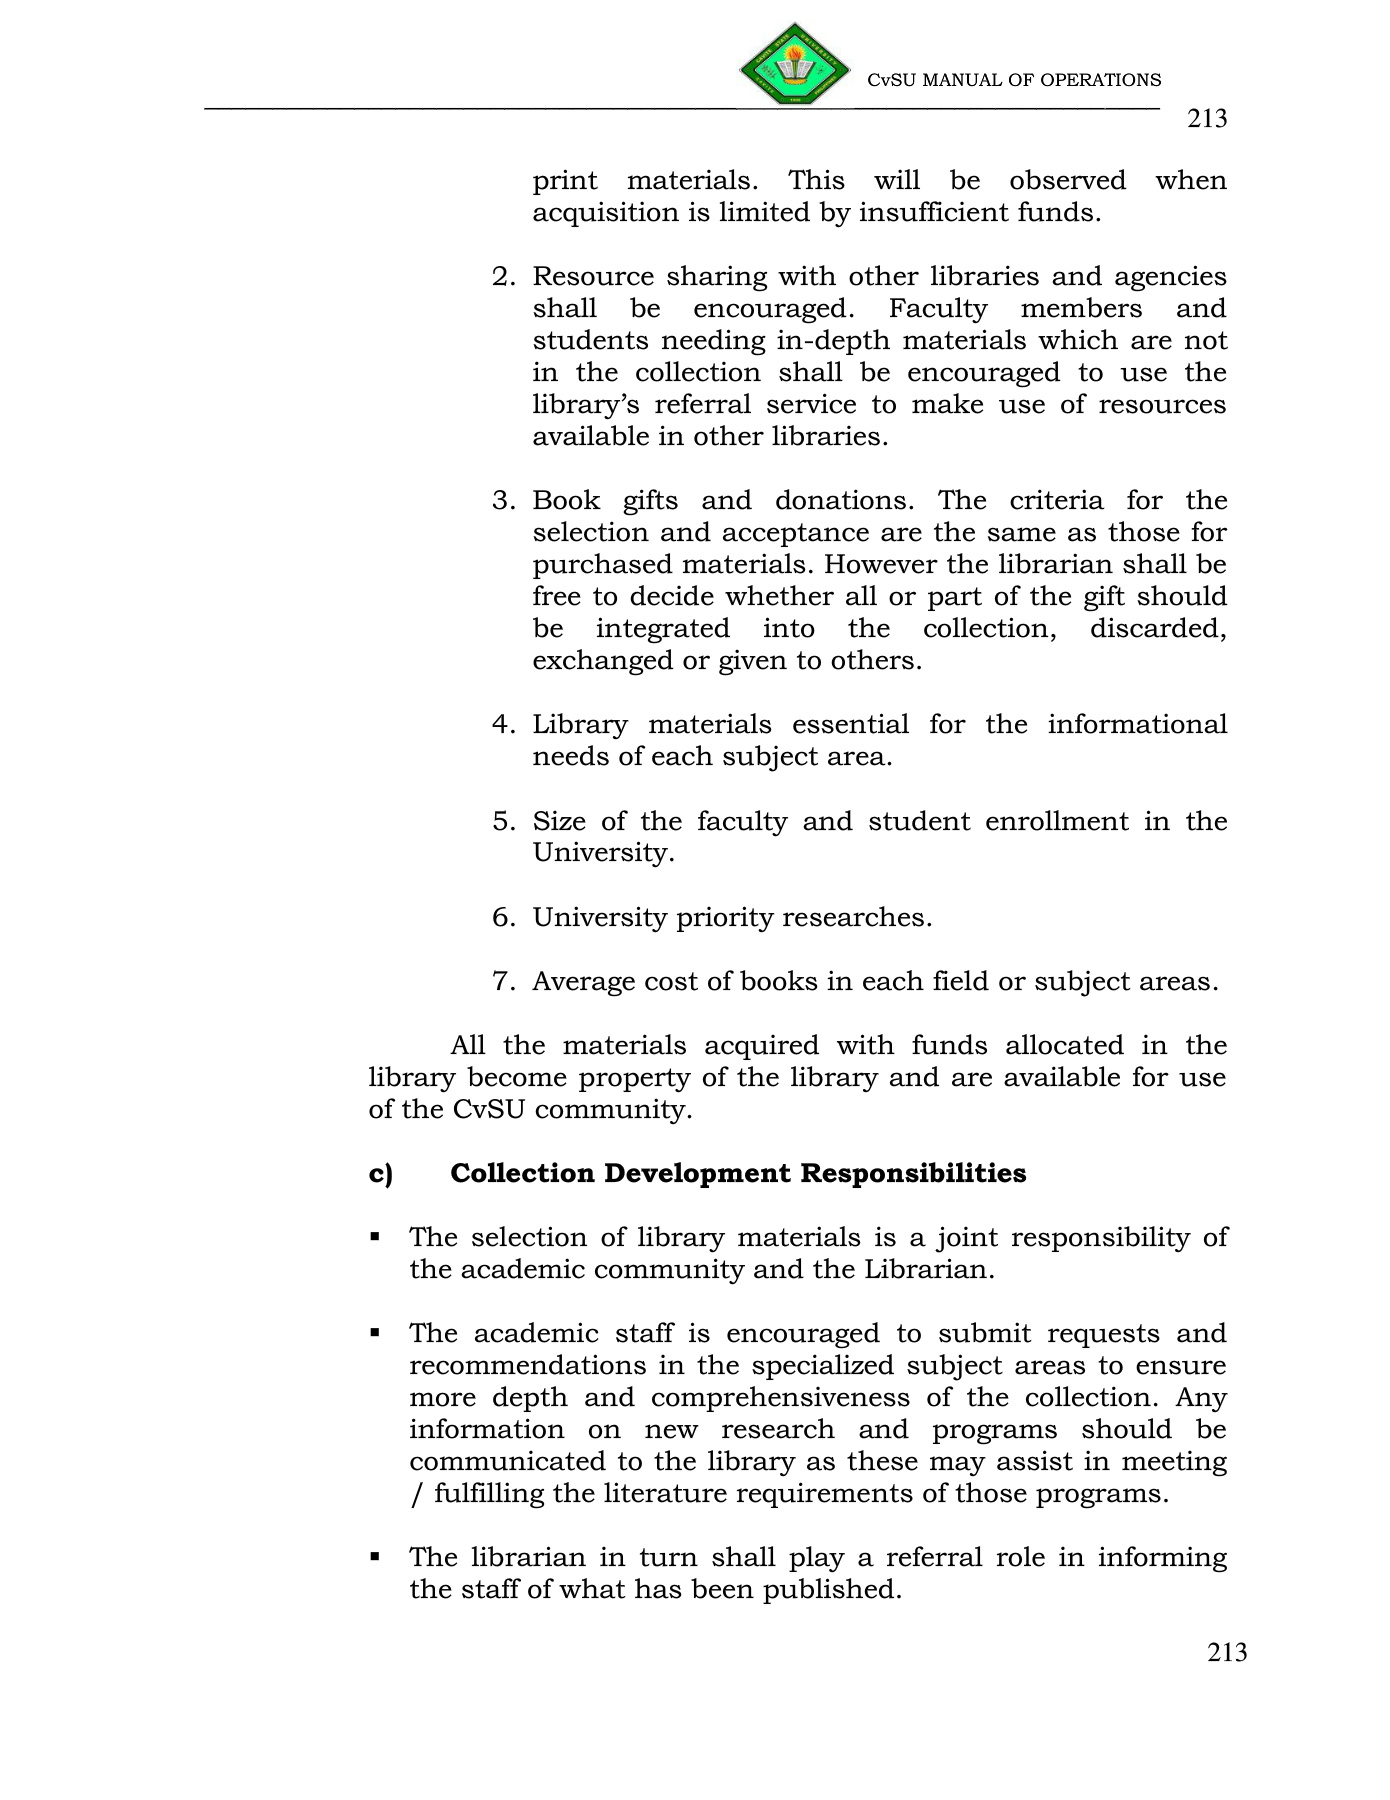 CvSU MANUAL OF OPERATIONS
213
print materials. This will be observed when
acquisition is limited by insufficient funds.
2. Resource sharing with other libraries and agencies
shall be encouraged. Faculty members and
students needing in-depth materials which are not
in the collection shall be encouraged to use the
library’s referral service to make use of resources
available in other libraries.
3. Book gifts and donations. The criteria for the
selection and acceptance are the same as those for
purchased materials. However the librarian shall be
free to decide whether all or part of the gift should
be integrated into the collection, discarded,
exchanged or given to others.
4. Library materials essential for the informational
needs of each subject area.
5. Size of the faculty and student enrollment in the
University.
6. University priority researches.
7. Average cost of books in each field or subject areas.
All the materials acquired with funds allocated in the
library become property of the library and are available for use
of the CvSU community.
c) Collection Development Responsibilities
▪ The selection of library materials is a joint responsibility of
the academic community and the Librarian.
▪ The academic staff is encouraged to submit requests and
recommendations in the specialized subject areas to ensure
more depth and comprehensiveness of the collection. Any
information on new research and programs should be
communicated to the library as these may assist in meeting
/ fulfilling the literature requirements of those programs.
▪ The librarian in turn shall play a referral role in informing
the staff of what has been published.
213